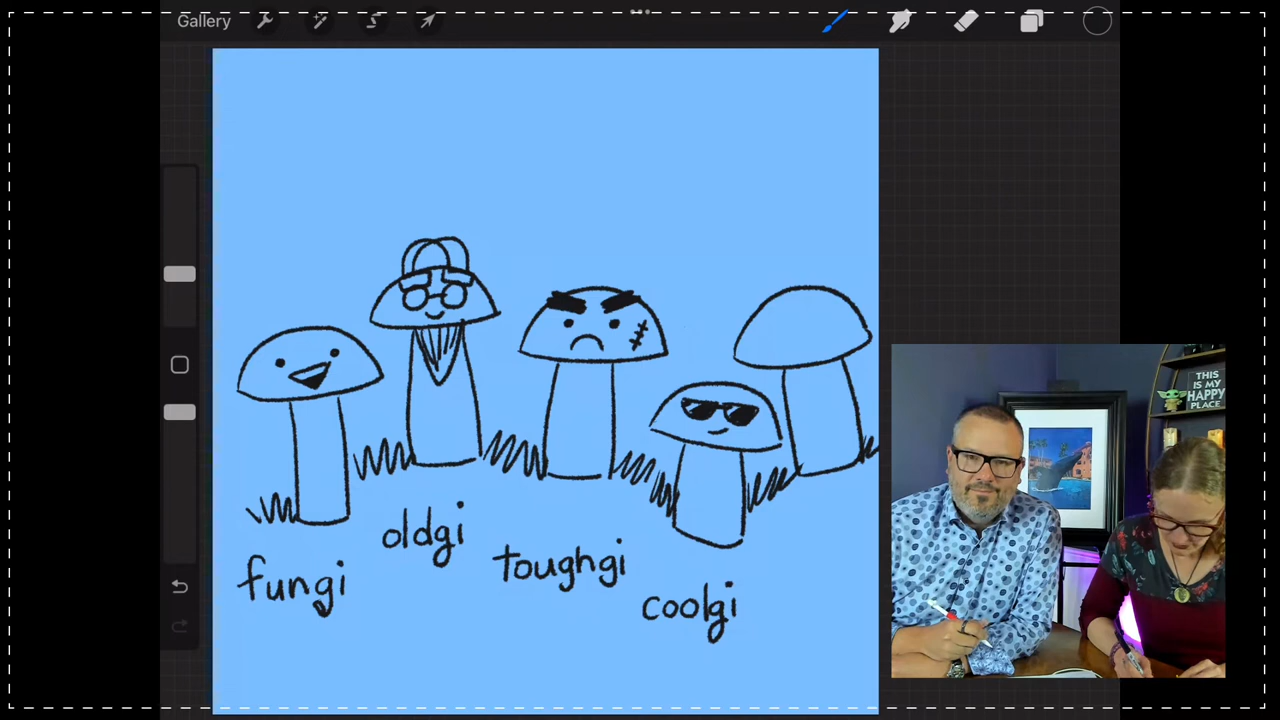 Gallery
fungi
oldgi
toughgi
coolgi
THIS
IS MY
HAPPY
PLACE